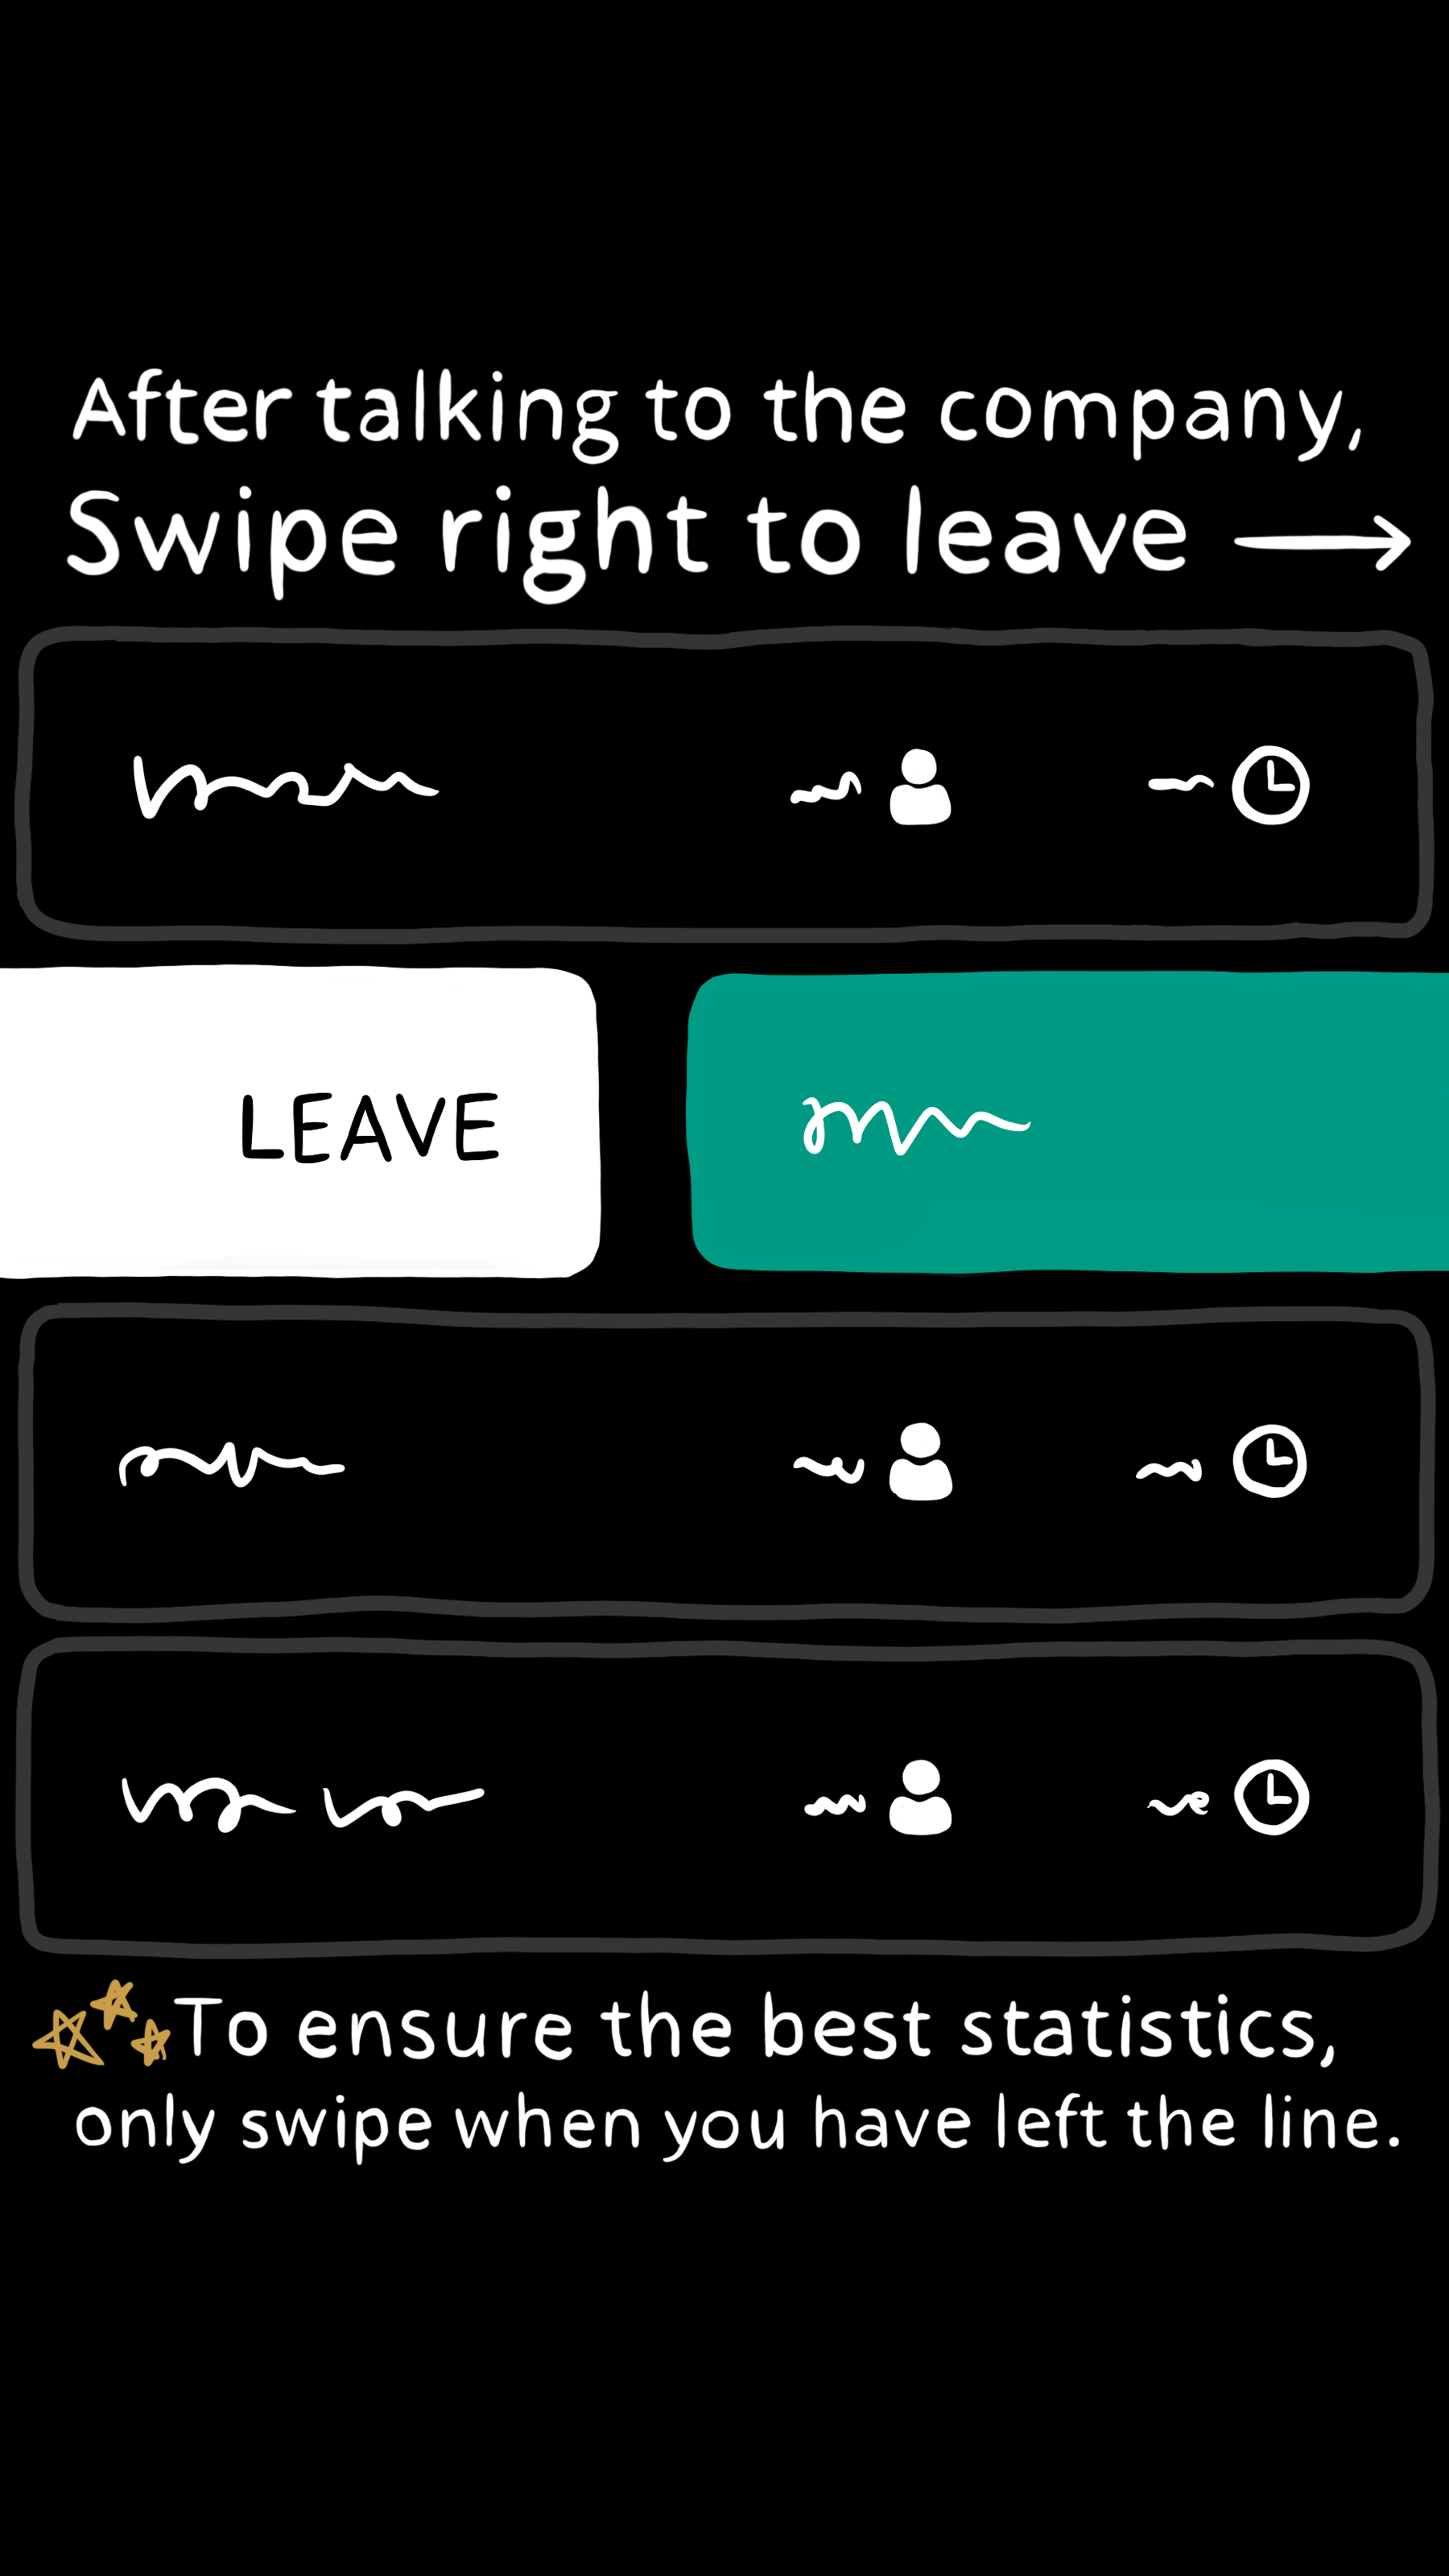 After talking to the company,
Swipe right to leave →
LEAVE
To ensure the best statistics,
only swipe when you have left the line.